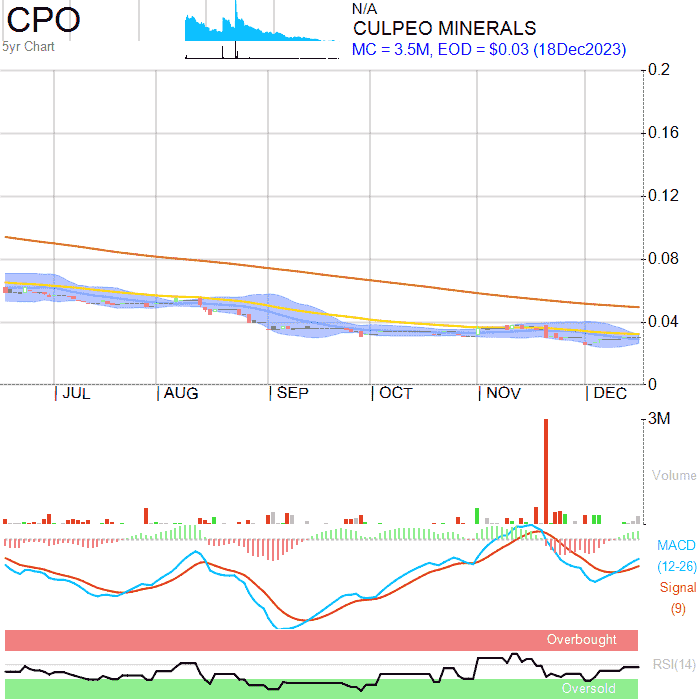 CPO
5yr Chart
N/A
CULPEO MINERALS
MC = 3.5M, EOD = $0.03 (18Dec2023)
0.2
0.16
0.12
0.08
0.04
0
JUL
AUG
SEP
OCT
NOV
DEC
3M
Volume
MACD
(12-26)
Signal
(9)
Overbought
RSI(14)
Oversold